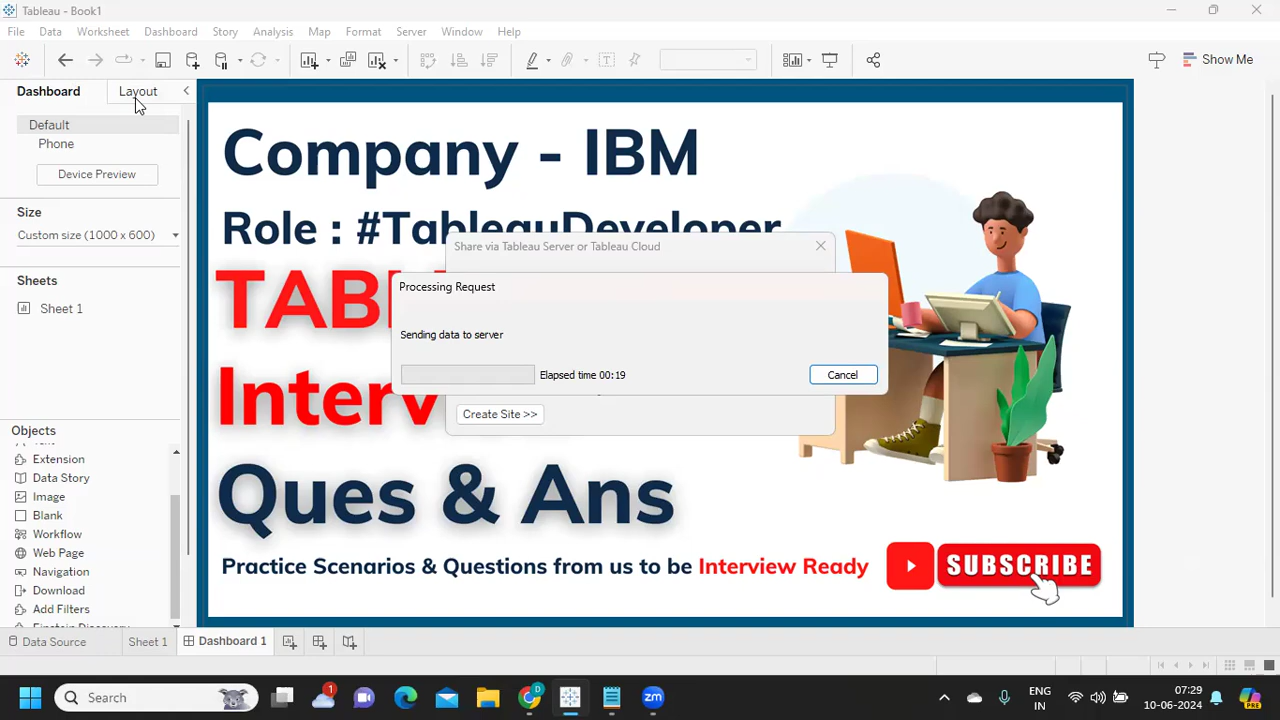 Tableau - Book1
File Data Worksheet Dashboard Story Analysis Map Format Server Window Help
Show Me
Dashboard Layout
Default
Phone
Device Preview
Size
Custom size (1000 x 600)
Sheets
Sheet 1
Objects
Extension
Data Story
Image
Blank
Workflow
Web Page
Navigation
Download
Add Filters
Company - IBM
Role : #TableauDeveloper
TAB
Interv
Ques & Ans
Practice Scenarios & Questions from us to be Interview Ready
SUBSCRIBE
Share via Tableau Server or Tableau Cloud
Processing Request
Sending data to server
Elapsed time 00:19
Cancel
Create Site >>
Data Source Sheet 1 Dashboard 1
Search
1
D
zm
ENG
IN
07:29
10-06-2024
PRE